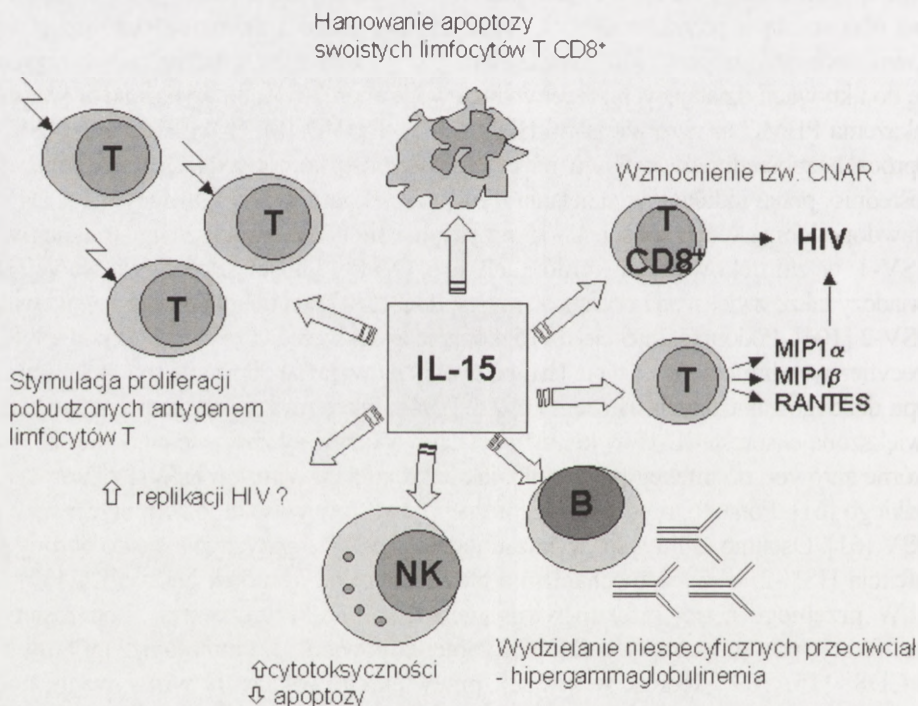 Hamowanie apoptozy
swoistych limfocytów T CD8⁺
T
T
T
Wzmocnienie tzw. CNAR
T
CD8⁺
HIV
IL-15
T
MIP1α
MIP1β
RANTES
Stymulacja proliferacji
pobudzonych antygenem
limfocytów T
⇧ replikacji HIV ?
B
NK
⇧cytotoksyczności
⇩ apoptozy
Wydzielanie niespecyficznych przeciwciał
- hipergammaglobulinemia